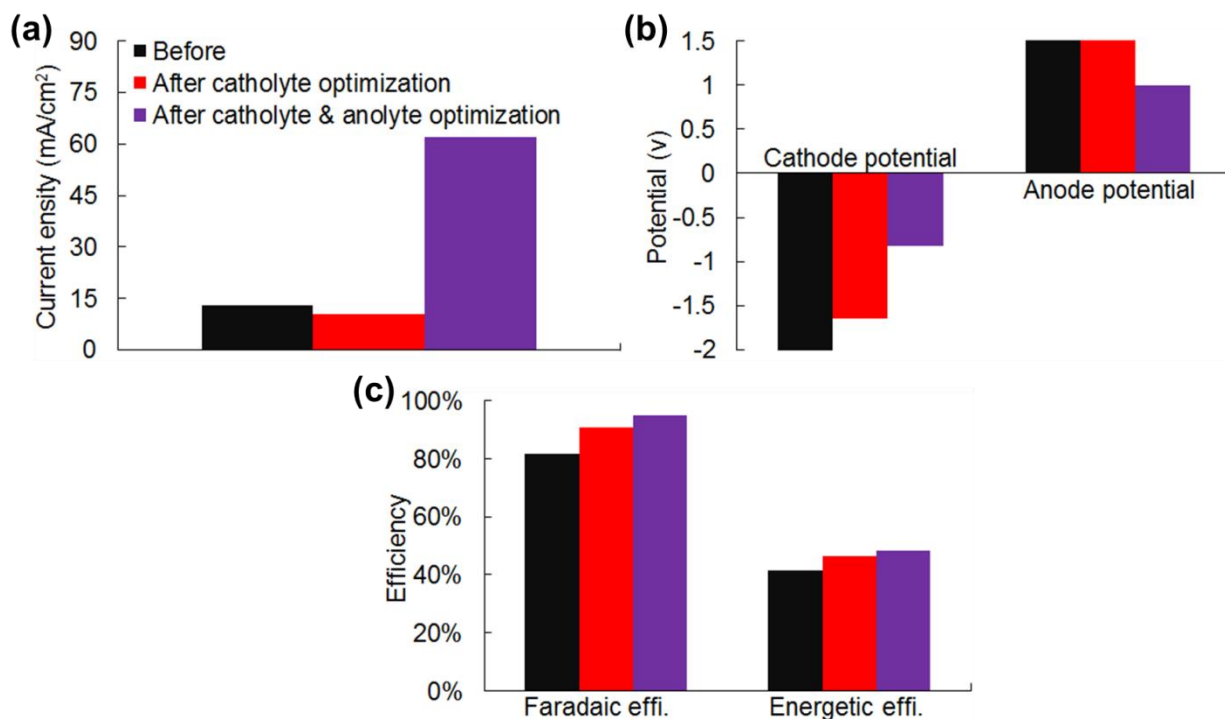 (a)
Current ensity (mA/cm²)
90
75
60
45
30
15
0
Before
After catholyte optimization
After catholyte & anolyte optimization
(b)
Potential (v)
1.5
1
0.5
0
-0.5
-1
-1.5
-2
Cathode potential
Anode potential
(c)
Efficiency
100%
80%
60%
40%
20%
0%
Faradaic effi.
Energetic effi.